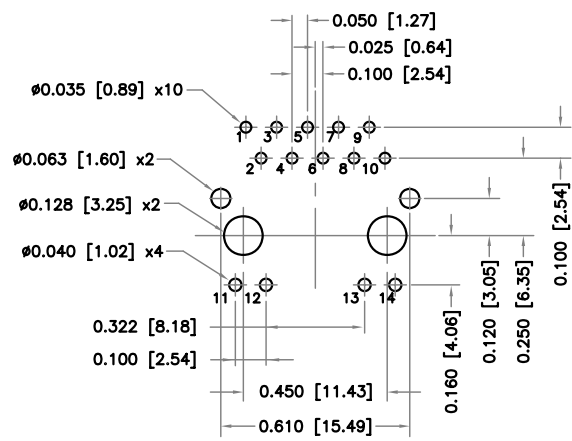 0.050 [1.27]
0.025 [0.64]
0.100 [2.54]
ø0.035 [0.89] x10
1 3 5 7 9
ø0.063 [1.60] x2
2 4 6 8 10
ø0.128 [3.25] x2
ø0.040 [1.02] x4
11 12 13 14
0.322 [8.18]
0.100 [2.54]
0.450 [11.43]
0.610 [15.49]
0.160 [4.06]
0.120 [3.05]
0.250 [6.35]
0.100 [2.54]